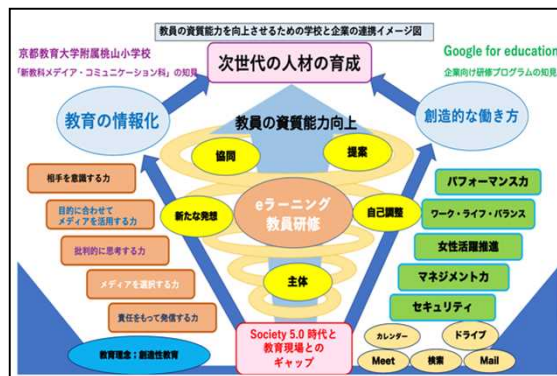 教員の資質能力を向上させるための学校と企業の連携イメージ図
京都教育大学附属桃山小学校
「新教科メディア・コミュニケーション科」の知見
次世代の人材の育成
Google for education
企業向け研修プログラムの知見
教育の情報化
創造的な働き方
教員の資質能力向上
協同
提案
相手を意識する力
目的に合わせて
メディアを活用する力
批判的に思考する力
メディアを選択する力
責任をもって発信する力
新たな発想
eラーニング
教員研修
自己調整
主体
パフォーマンス力
ワーク・ライフ・バランス
女性活躍推進
マネジメント力
セキュリティ
教育理念；創造性教育
Society 5.0 時代と
教育現場との
ギャップ
カレンダー
ドライブ
Meet
検索
Mail